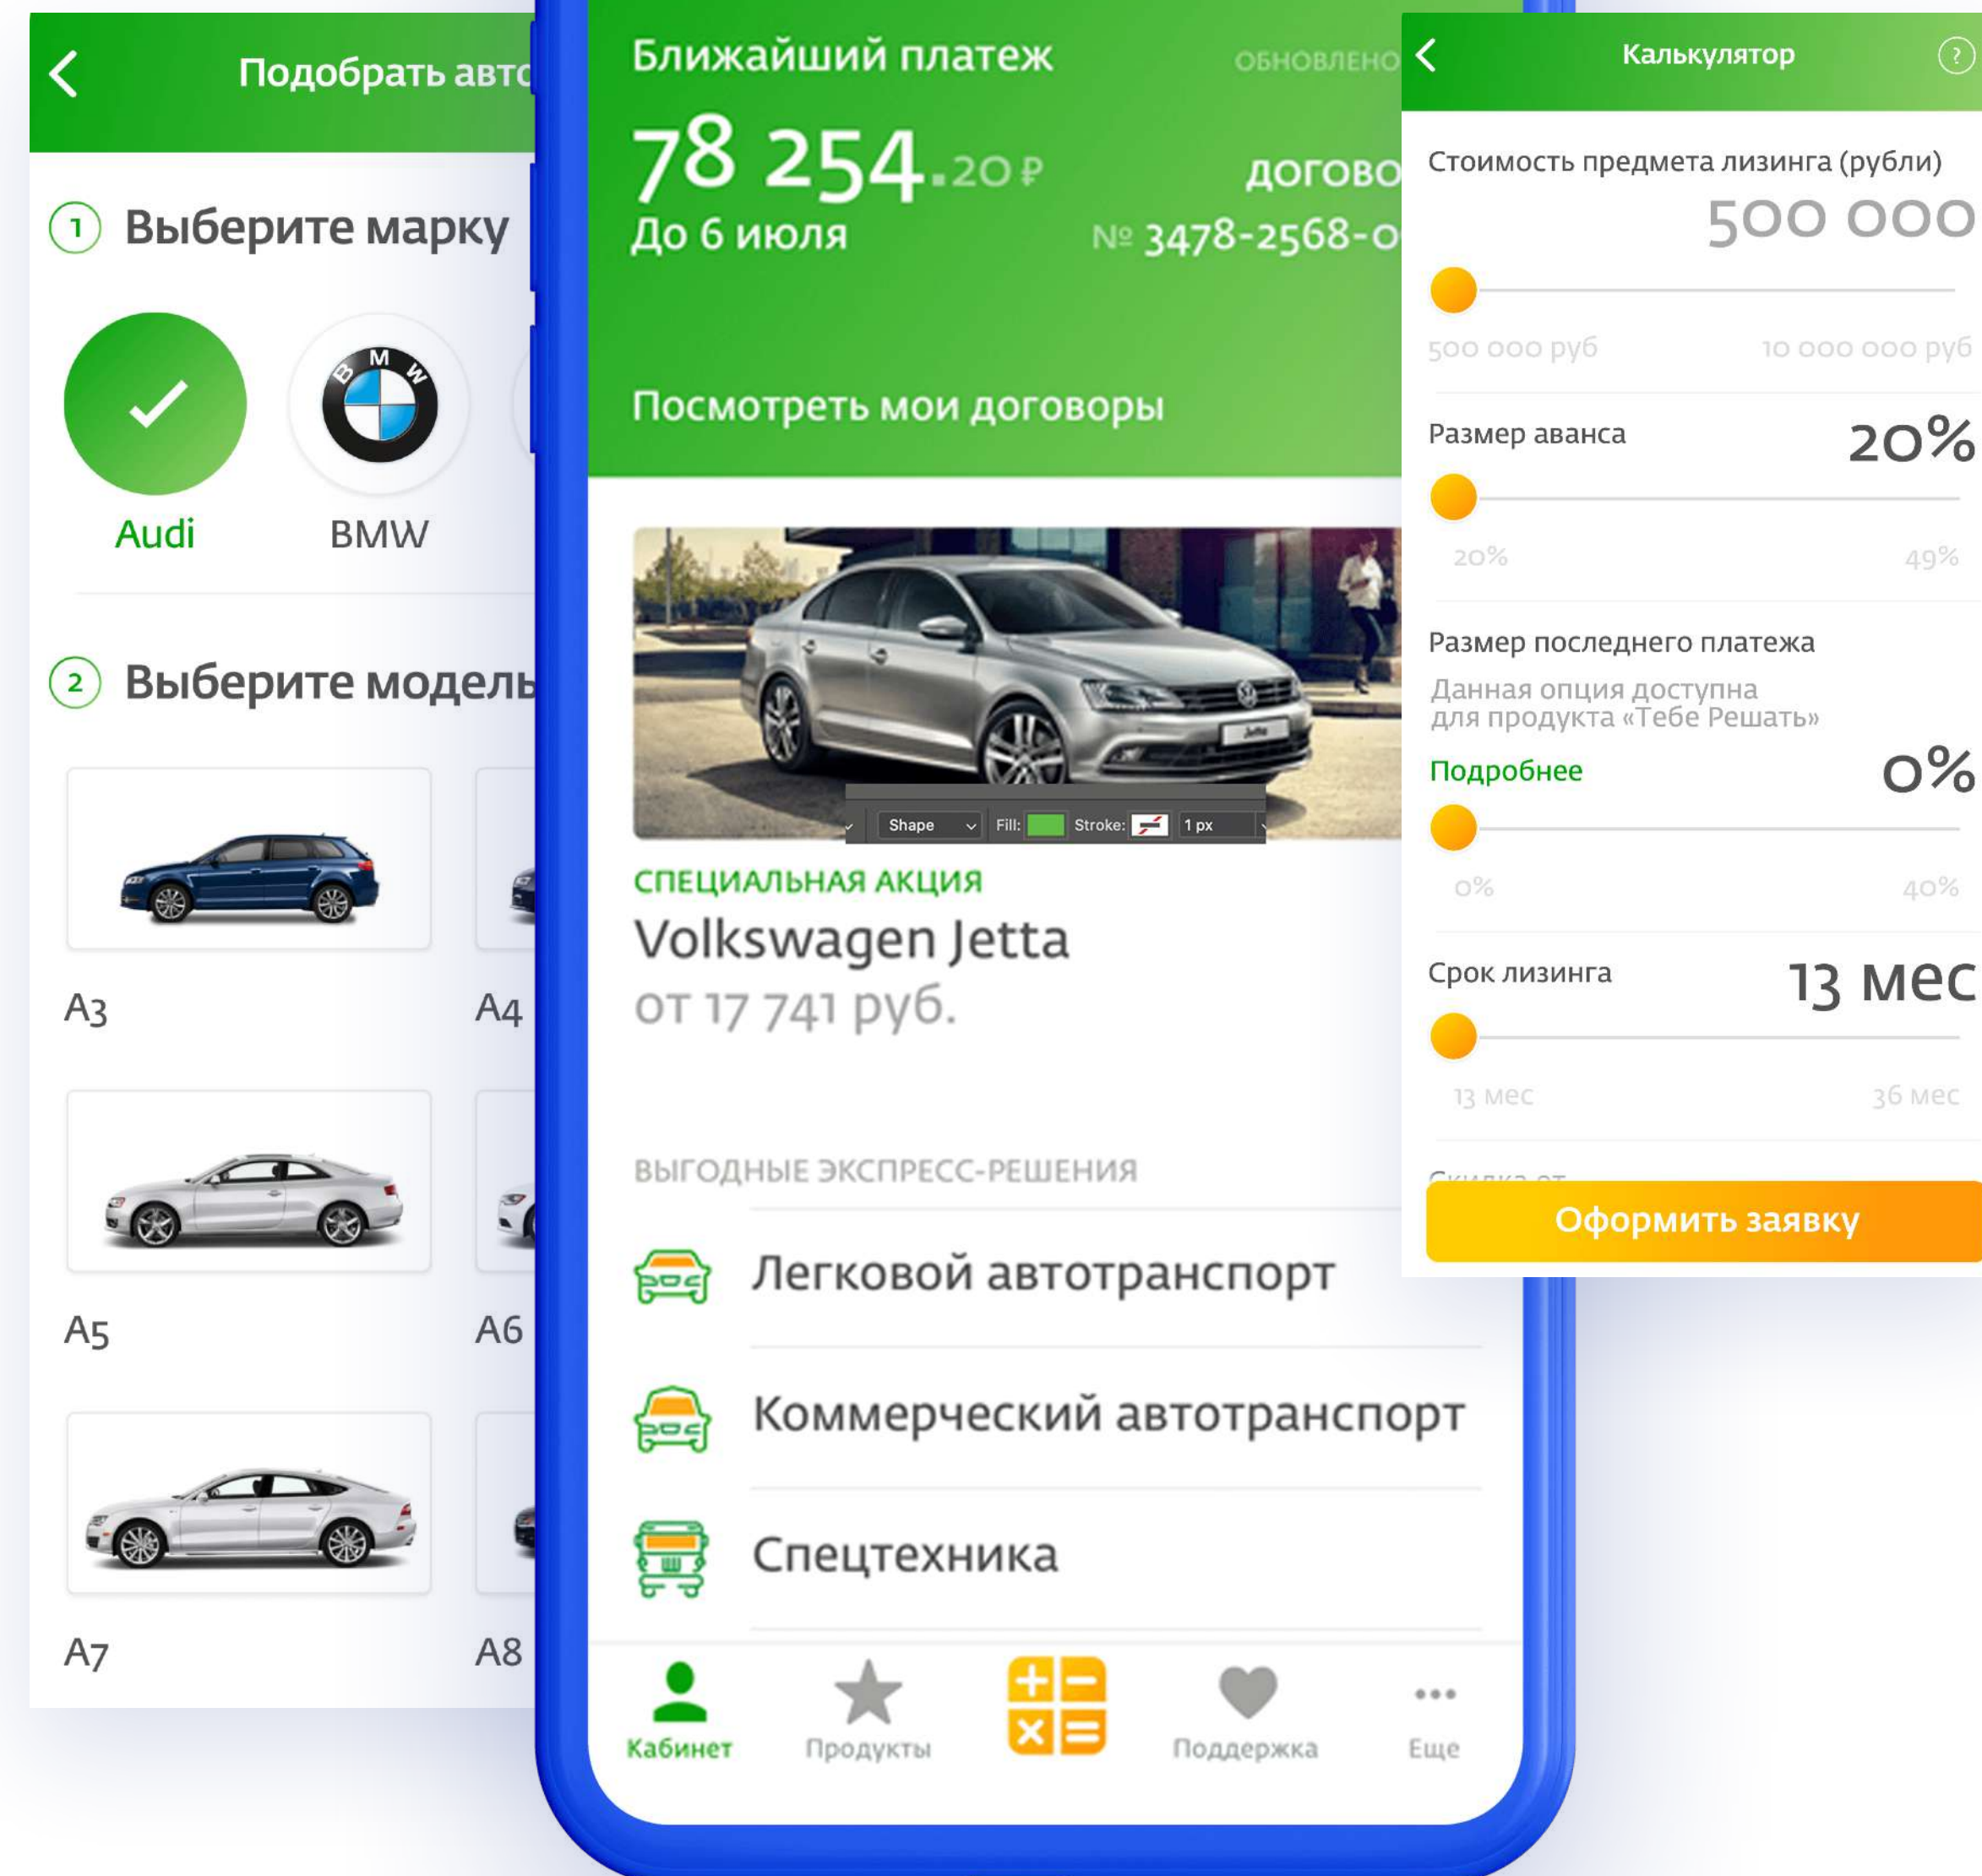 Подобрать авто
1 Выберите марку
BMW
Audi
BMW
2 Выберите модель
A3
A4
A5
A6
A7
A8
Ближайший платеж
ОБНОВЛЕНО
78 254.20 ₽
До 6 июля
№ 3478-2568-0
Посмотреть мои договоры
Jetta
Shape Fill: Stroke: 1 px
СПЕЦИАЛЬНАЯ АКЦИЯ
Volkswagen Jetta
от 17 741 руб.
ВЫГОДНЫЕ ЭКСПРЕСС-РЕШЕНИЯ
Легковой автотранспорт
Коммерческий автотранспорт
Спецтехника
Кабинет
Продукты
Поддержка
Еще
Калькулятор
?
Стоимость предмета лизинга (рубли)
500 000
500 000 руб
10 000 000 руб
Размер аванса
20%
20%
49%
Размер последнего платежа
Данная опция доступна
для продукта «Тебе Решать»
Подробнее
0%
0%
40%
Срок лизинга
13 мес
13 мес
36 мес
Скидка от
Оформить заявку